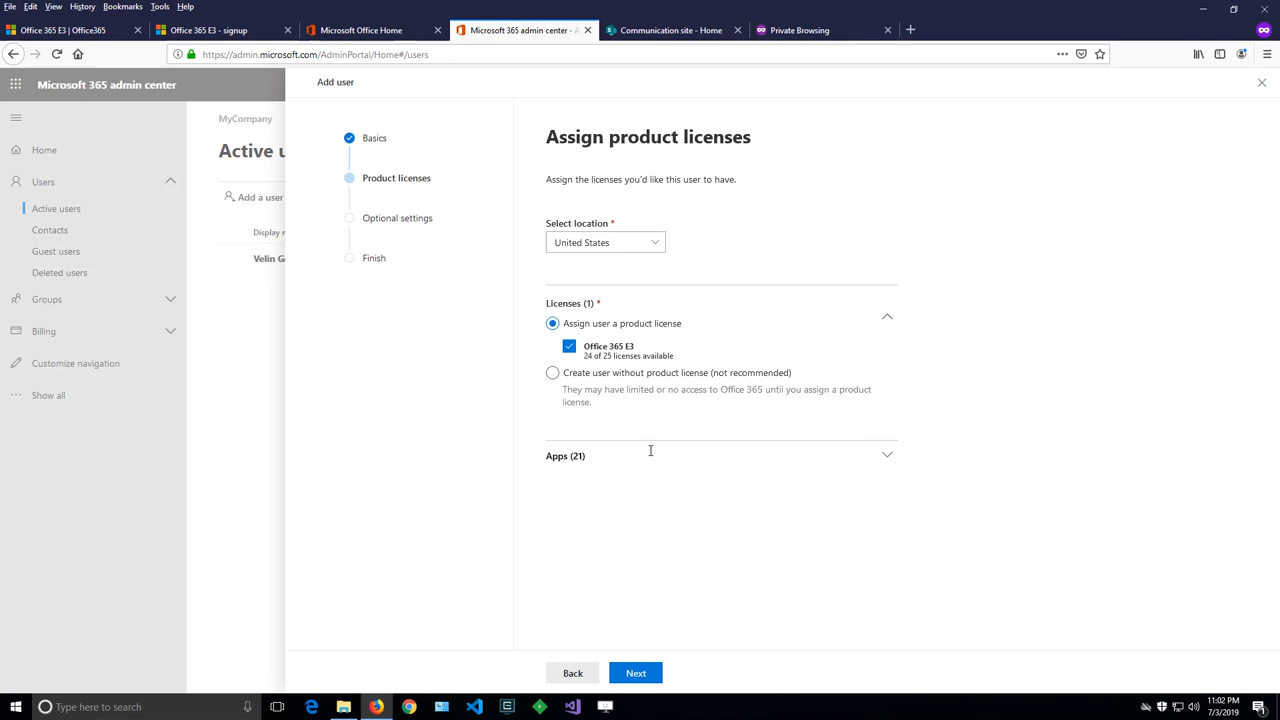 File Edit View History Bookmarks Tools Help
Office 365 E3 | Office365
Office 365 E3 - signup
Microsoft Office Home
Microsoft 365 admin center - A
Communication site - Home
Private Browsing
https://admin.microsoft.com/AdminPortal/Home#/users
Microsoft 365 admin center
Add user
MyCompany
Active u
Add a user
Display n
Velin G
Home
Users
Active users
Contacts
Guest users
Deleted users
Groups
Billing
Customize navigation
Show all
Basics
Product licenses
Optional settings
Finish
Assign product licenses
Assign the licenses you'd like this user to have.
Select location *
United States
Licenses (1) *
Assign user a product license
Office 365 E3
24 of 25 licenses available
Create user without product license (not recommended)
They may have limited or no access to Office 365 until you assign a product
license.
Apps (21)
Back
Next
Type here to search
11:02 PM
7/3/2019